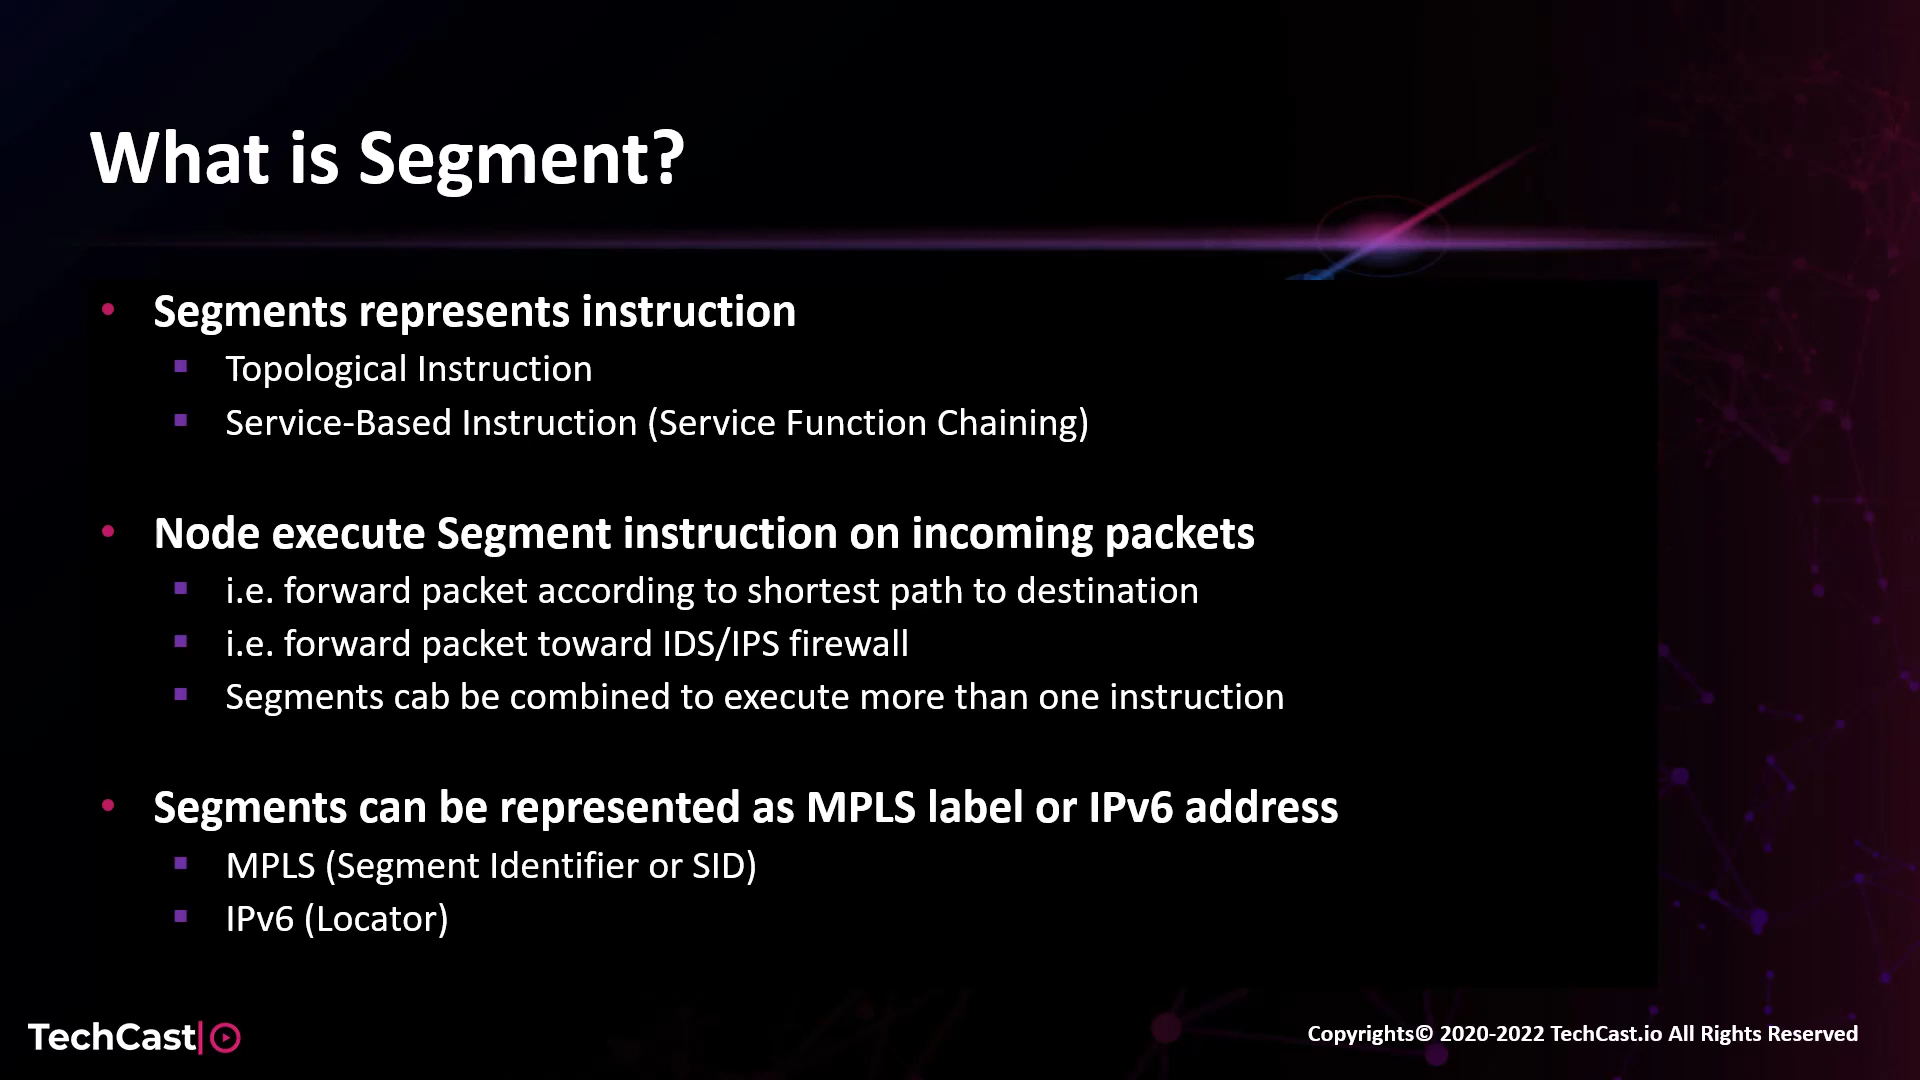 What is Segment?
• Segments represents instruction
▪ Topological Instruction
▪ Service-Based Instruction (Service Function Chaining)
• Node execute Segment instruction on incoming packets
▪ i.e. forward packet according to shortest path to destination
▪ i.e. forward packet toward IDS/IPS firewall
▪ Segments cab be combined to execute more than one instruction
• Segments can be represented as MPLS label or IPv6 address
▪ MPLS (Segment Identifier or SID)
▪ IPv6 (Locator)
TechCast
Copyrights© 2020-2022 TechCast.io All Rights Reserved